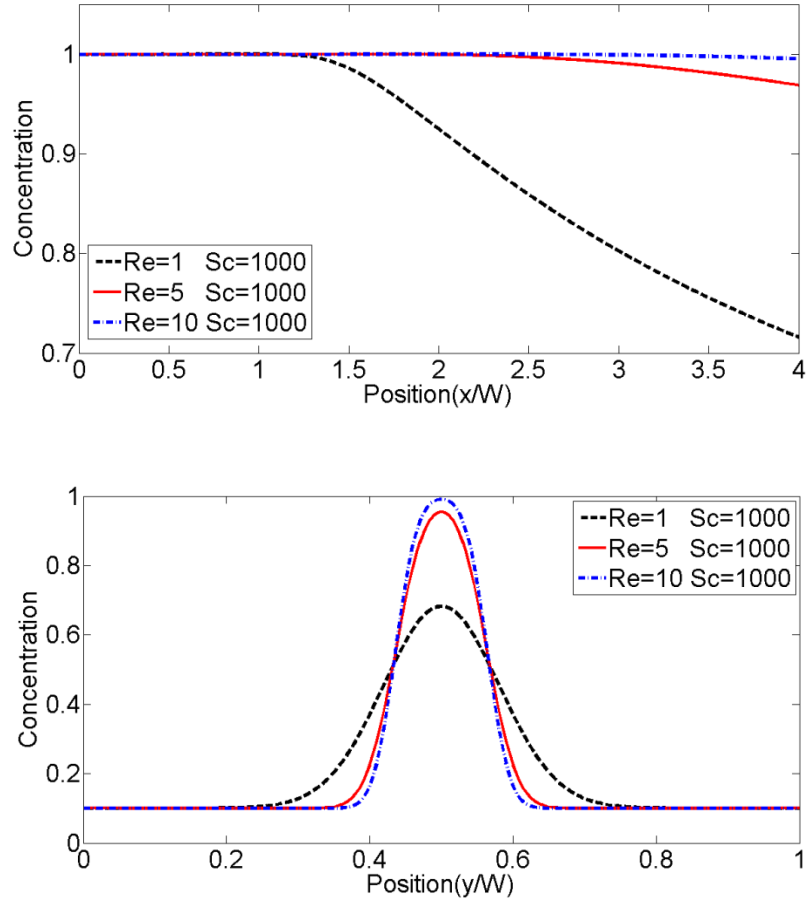 1
0.9
0.8
0.7
Concentration
Re=1 Sc=1000
Re=5 Sc=1000
Re=10 Sc=1000
0 0.5 1 1.5 2 2.5 3 3.5 4
Position(x/W)
1
0.8
0.6
0.4
0.2
0
Concentration
Re=1 Sc=1000
Re=5 Sc=1000
Re=10 Sc=1000
0 0.2 0.4 0.6 0.8 1
Position(y/W)